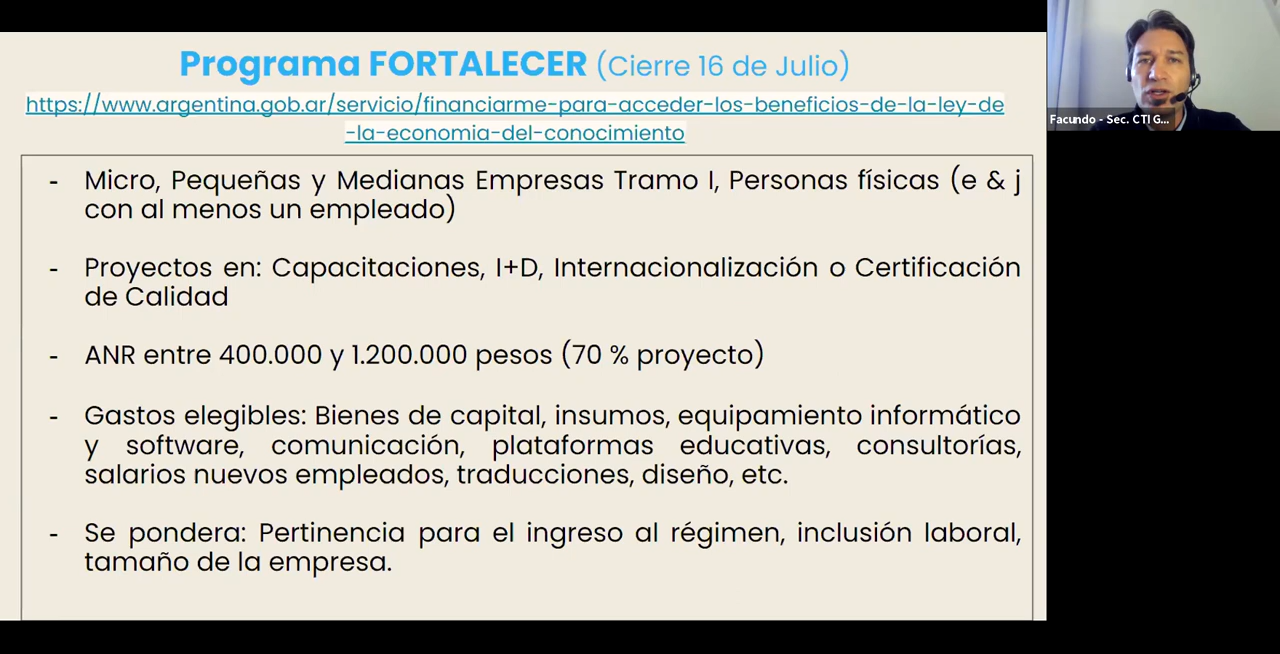 Programa FORTALECER (Cierre 16 de Julio)
https://www.argentina.gob.ar/servicio/financiarme-para-acceder-los-beneficios-de-la-ley-de
-la-economia-del-conocimiento
- Micro, Pequeñas y Medianas Empresas Tramo I, Personas físicas (e & j
con al menos un empleado)
- Proyectos en: Capacitaciones, I+D, Internacionalización o Certificación
de Calidad
- ANR entre 400.000 y 1.200.000 pesos (70 % proyecto)
- Gastos elegibles: Bienes de capital, insumos, equipamiento informático
y software, comunicación, plataformas educativas, consultorías,
salarios nuevos empleados, traducciones, diseño, etc.
- Se pondera: Pertinencia para el ingreso al régimen, inclusión laboral,
tamaño de la empresa.
Facundo - Sec. CTI G...